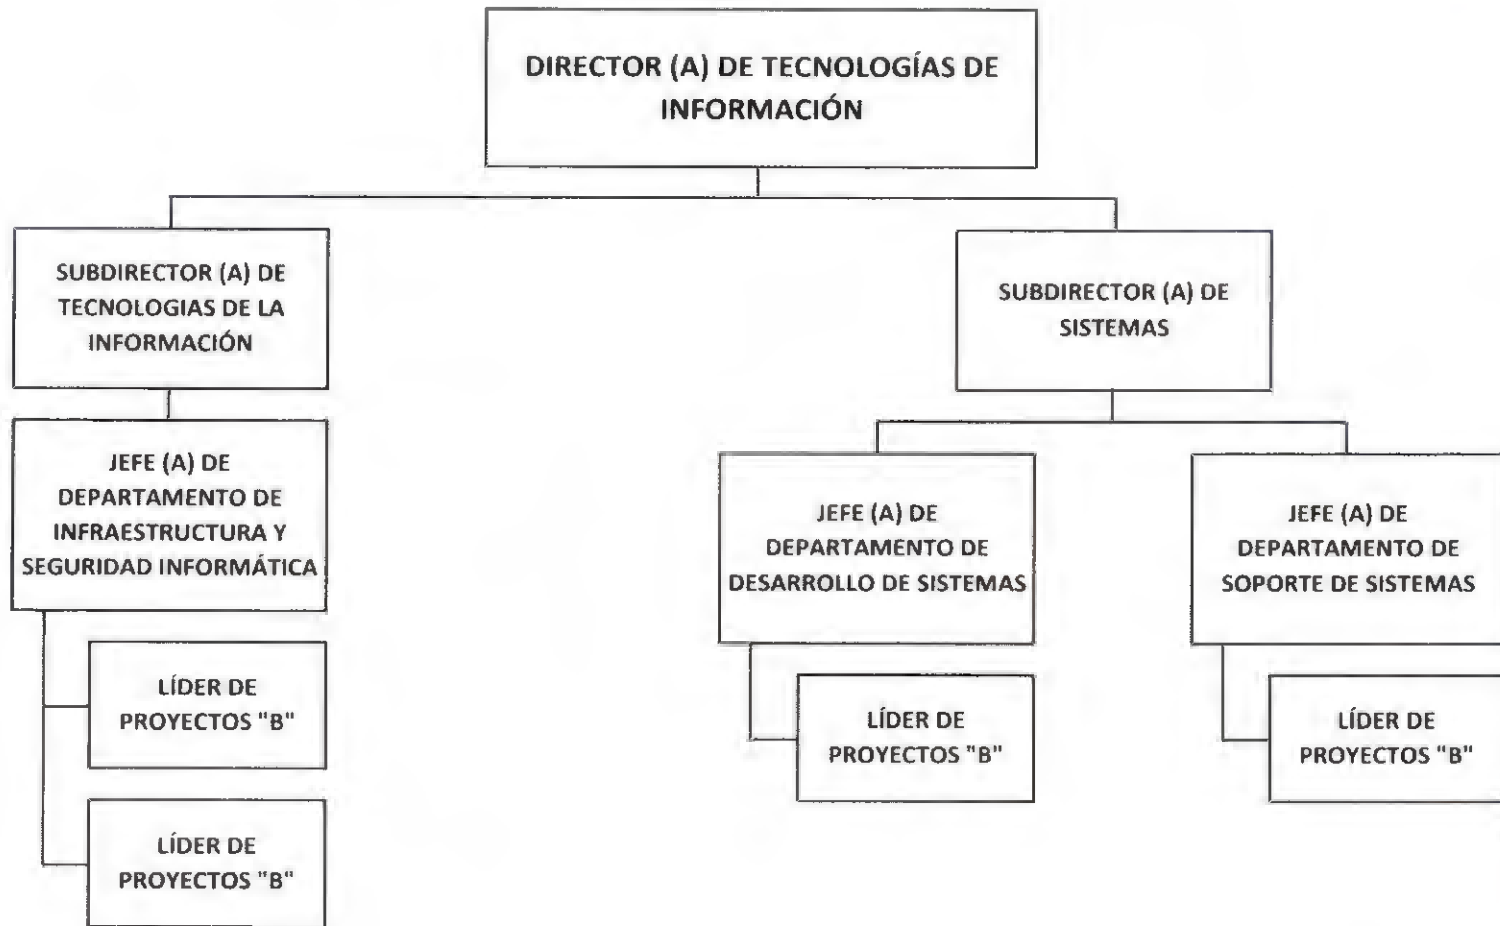 DIRECTOR (A) DE TECNOLOGÍAS DE
INFORMACIÓN
SUBDIRECTOR (A) DE
TECNOLOGIAS DE LA
INFORMACIÓN
SUBDIRECTOR (A) DE
SISTEMAS
JEFE (A) DE
DEPARTAMENTO DE
INFRAESTRUCTURA Y
SEGURIDAD INFORMÁTICA
JEFE (A) DE
DEPARTAMENTO DE
DESARROLLO DE SISTEMAS
JEFE (A) DE
DEPARTAMENTO DE
SOPORTE DE SISTEMAS
LÍDER DE
PROYECTOS "B"
LÍDER DE
PROYECTOS "B"
LÍDER DE
PROYECTOS "B"
LÍDER DE
PROYECTOS "B"